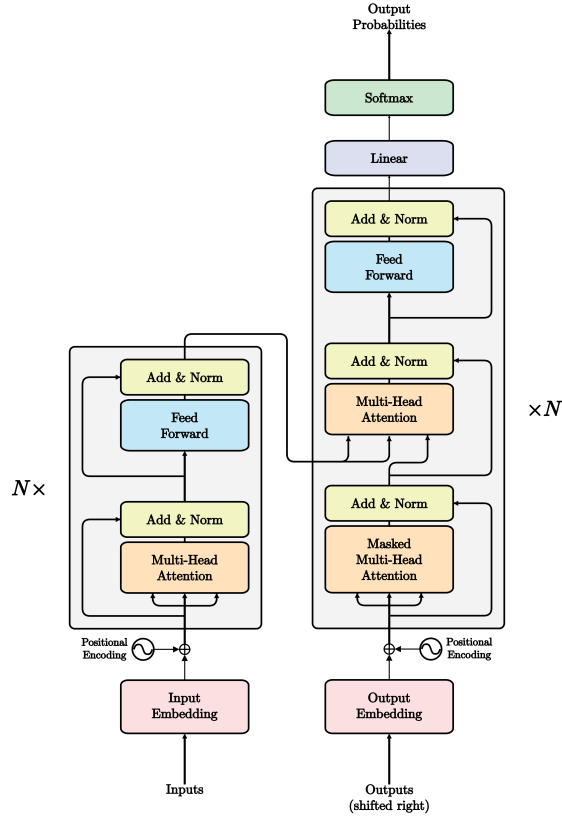 Output
Probabilities
Softmax
Linear
Add & Norm
Feed
Forward
Add & Norm
Multi-Head
Attention
Add & Norm
Masked
Multi-Head
Attention
× N
Positional
Encoding
Output
Embedding
Outputs
(shifted right)
Add & Norm
Feed
Forward
Add & Norm
Multi-Head
Attention
N ×
Positional
Encoding
Input
Embedding
Inputs